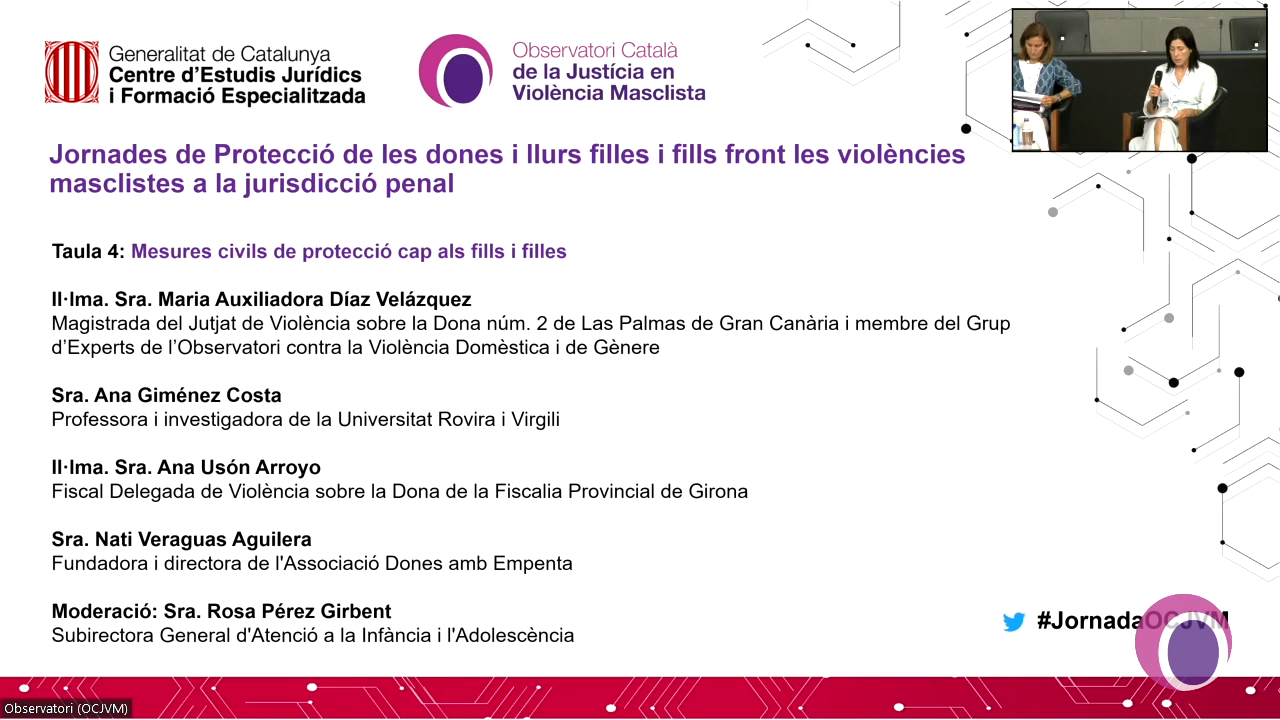 Generalitat de Catalunya
Centre d'Estudis Jurídics
i Formació Especialitzada
Observatori Català
de la Justícia en
Violència Masclista
Jornades de Protecció de les dones i llurs filles i fills front les violències
masclistes a la jurisdicció penal
Taula 4: Mesures civils de protecció cap als fills i filles
Il·lma. Sra. Maria Auxiliadora Díaz Velázquez
Magistrada del Jutjat de Violència sobre la Dona núm. 2 de Las Palmas de Gran Canària i membre del Grup
d’Experts de l’Observatori contra la Violència Domèstica i de Gènere
Sra. Ana Giménez Costa
Professora i investigadora de la Universitat Rovira i Virgili
Il·lma. Sra. Ana Usón Arroyo
Fiscal Delegada de Violència sobre la Dona de la Fiscalia Provincial de Girona
Sra. Nati Veraguas Aguilera
Fundadora i directora de l'Associació Dones amb Empenta
Moderació: Sra. Rosa Pérez Girbent
Subirectora General d'Atenció a la Infància i l'Adolescència
#JornadaOCJVM
Observatori (OCJVM)